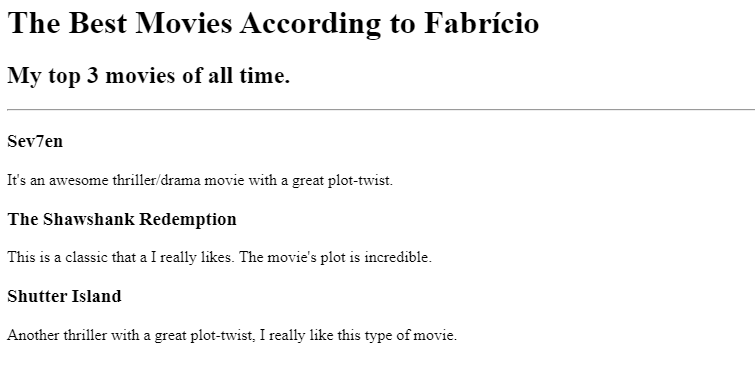 The Best Movies According to Fabrício
My top 3 movies of all time.
Sev7en
It's an awesome thriller/drama movie with a great plot-twist.
The Shawshank Redemption
This is a classic that a I really likes. The movie's plot is incredible.
Shutter Island
Another thriller with a great plot-twist, I really like this type of movie.